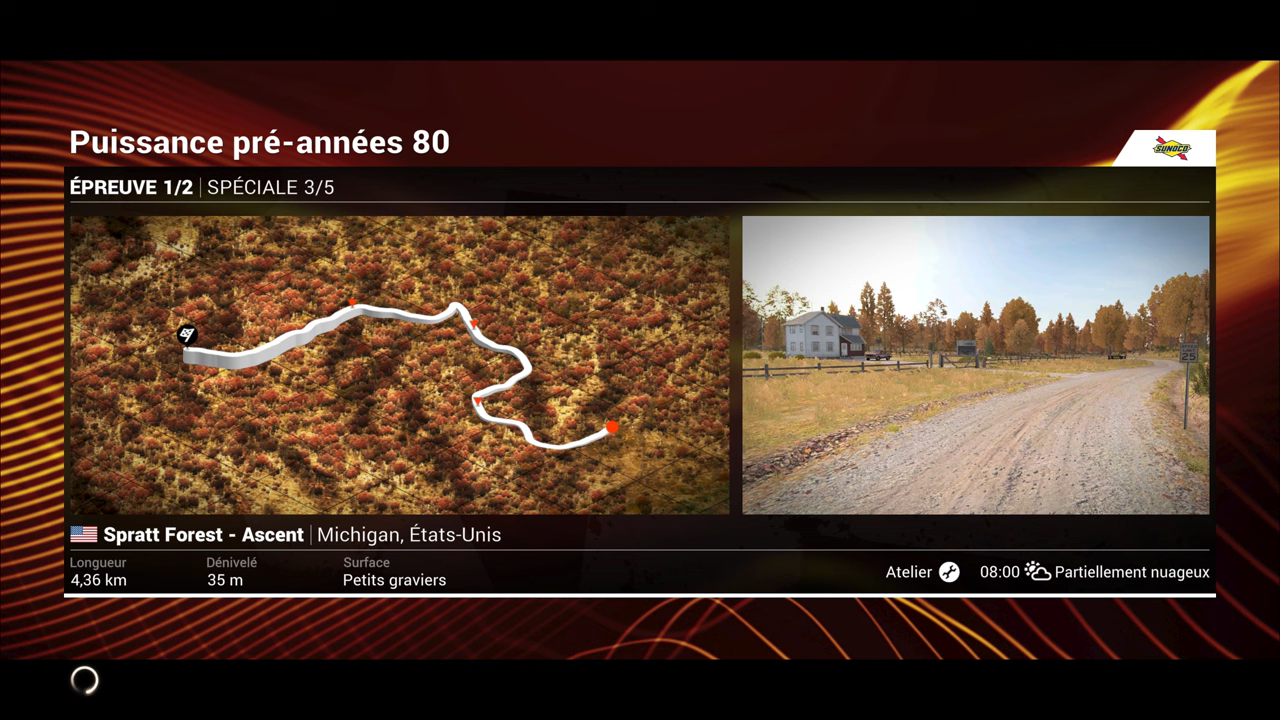 Puissance pré-années 80
SUNOCO
ÉPREUVE 1/2 | SPÉCIALE 3/5
25
Spratt Forest - Ascent | Michigan, États-Unis
Longueur Dénivelé Surface
4,36 km 35 m Petits graviers
Atelier 08:00 Partiellement nuageux